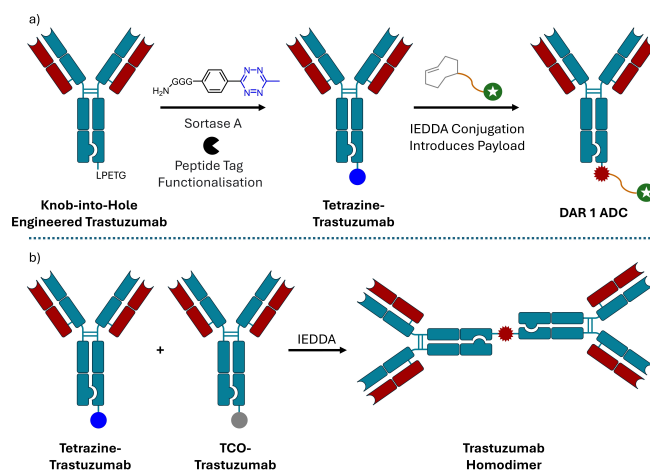 a)
H₂N
GGG
N
N
N
N
Sortase A
Peptide Tag
Functionalisation
IEDDA Conjugation
Introduces Payload
LPETG
Knob-into-Hole
Engineered Trastuzumab
Tetrazine-
Trastuzumab
DAR 1 ADC
b)
+
IEDDA
Tetrazine-
Trastuzumab
TCO-
Trastuzumab
Trastuzumab
Homodimer